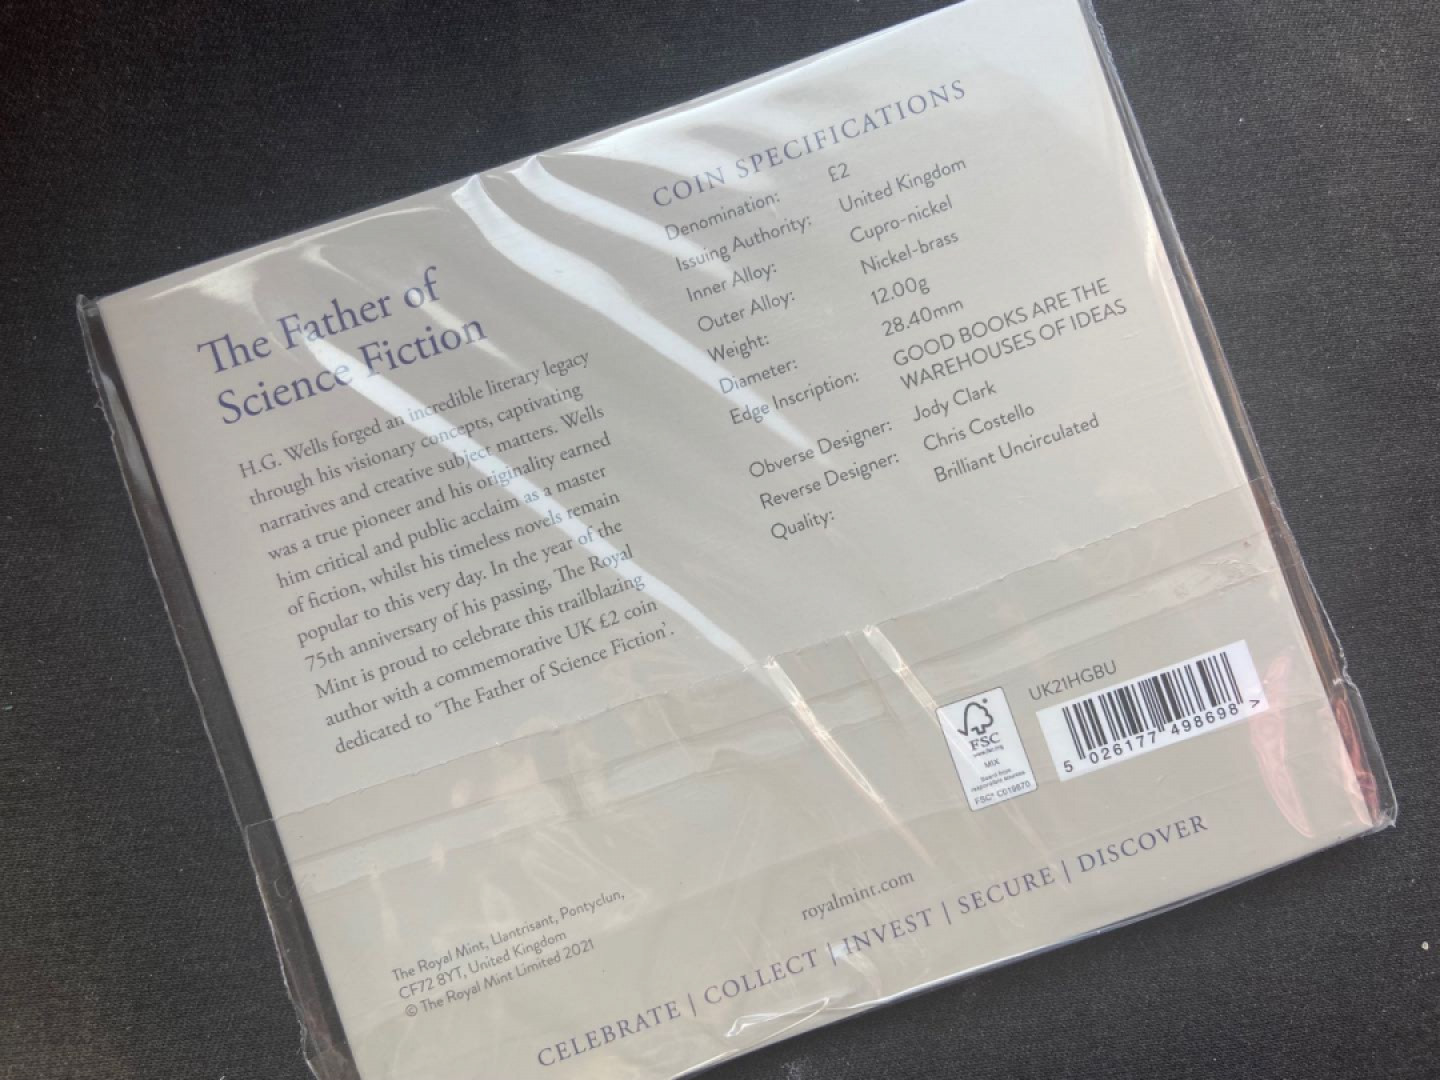 The Father of
Science Fiction
H.G. Wells forged an incredible literary legacy
through his visionary concepts, captivating
narratives and creative subject matters. Wells
was a true pioneer and his originality earned
him critical and public acclaim as a master
of fiction, whilst his timeless novels remain
popular to this very day. In the year of the
75th anniversary of his passing, The Royal
Mint is proud to celebrate this trailblazing
author with a commemorative UK £2 coin
dedicated to 'The Father of Science Fiction'.
COIN SPECIFICATIONS
Denomination: £2
Issuing Authority: United Kingdom
Inner Alloy: Cupro-nickel
Outer Alloy: Nickel-brass
Weight: 12.00g
Diameter: 28.40mm
Edge Inscription: GOOD BOOKS ARE THE
WAREHOUSES OF IDEAS
Obverse Designer: Jody Clark
Reverse Designer: Chris Costello
Quality: Brilliant Uncirculated
UK21HGBU
5 026177 498698 >
FSC
www.fsc.org
MIX
Board from
responsible sources
FSC® C019870
The Royal Mint, Llantrisant, Pontyclun,
CF72 8YT, United Kingdom
© The Royal Mint Limited 2021
royalmint.com
CELEBRATE | COLLECT | INVEST | SECURE | DISCOVER